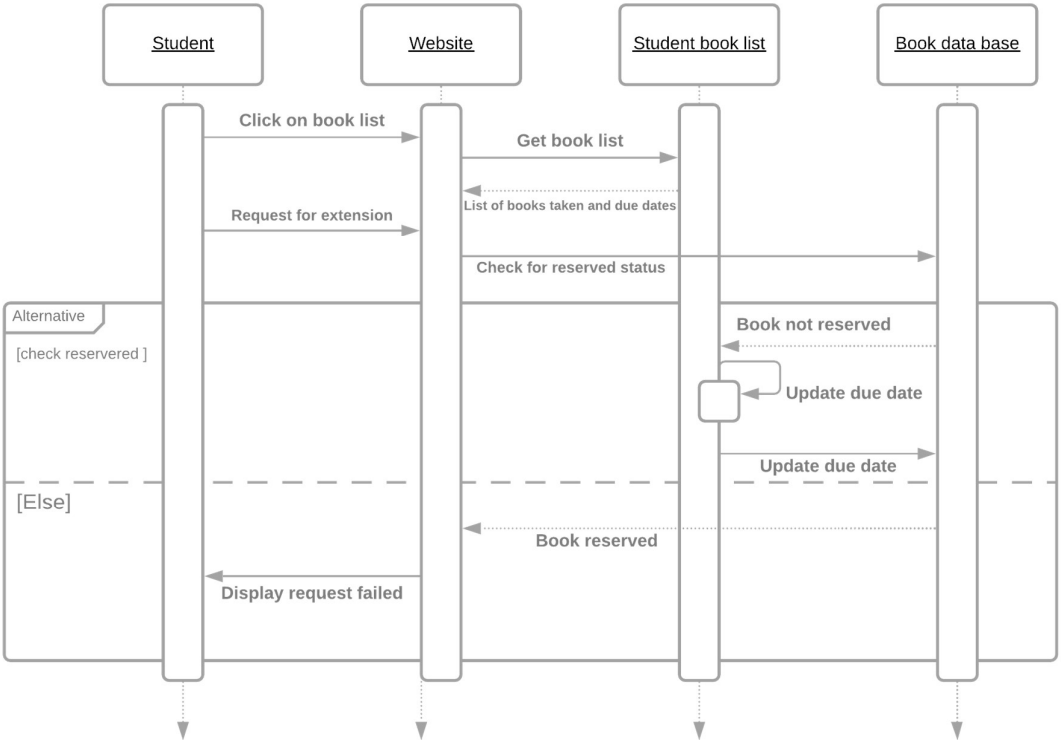 Student
Website
Student book list
Book data base
Click on book list
Get book list
List of books taken and due dates
Request for extension
Check for reserved status
Alternative
[check reservered ]
Book not reserved
Update due date
Update due date
[Else]
Book reserved
Display request failed